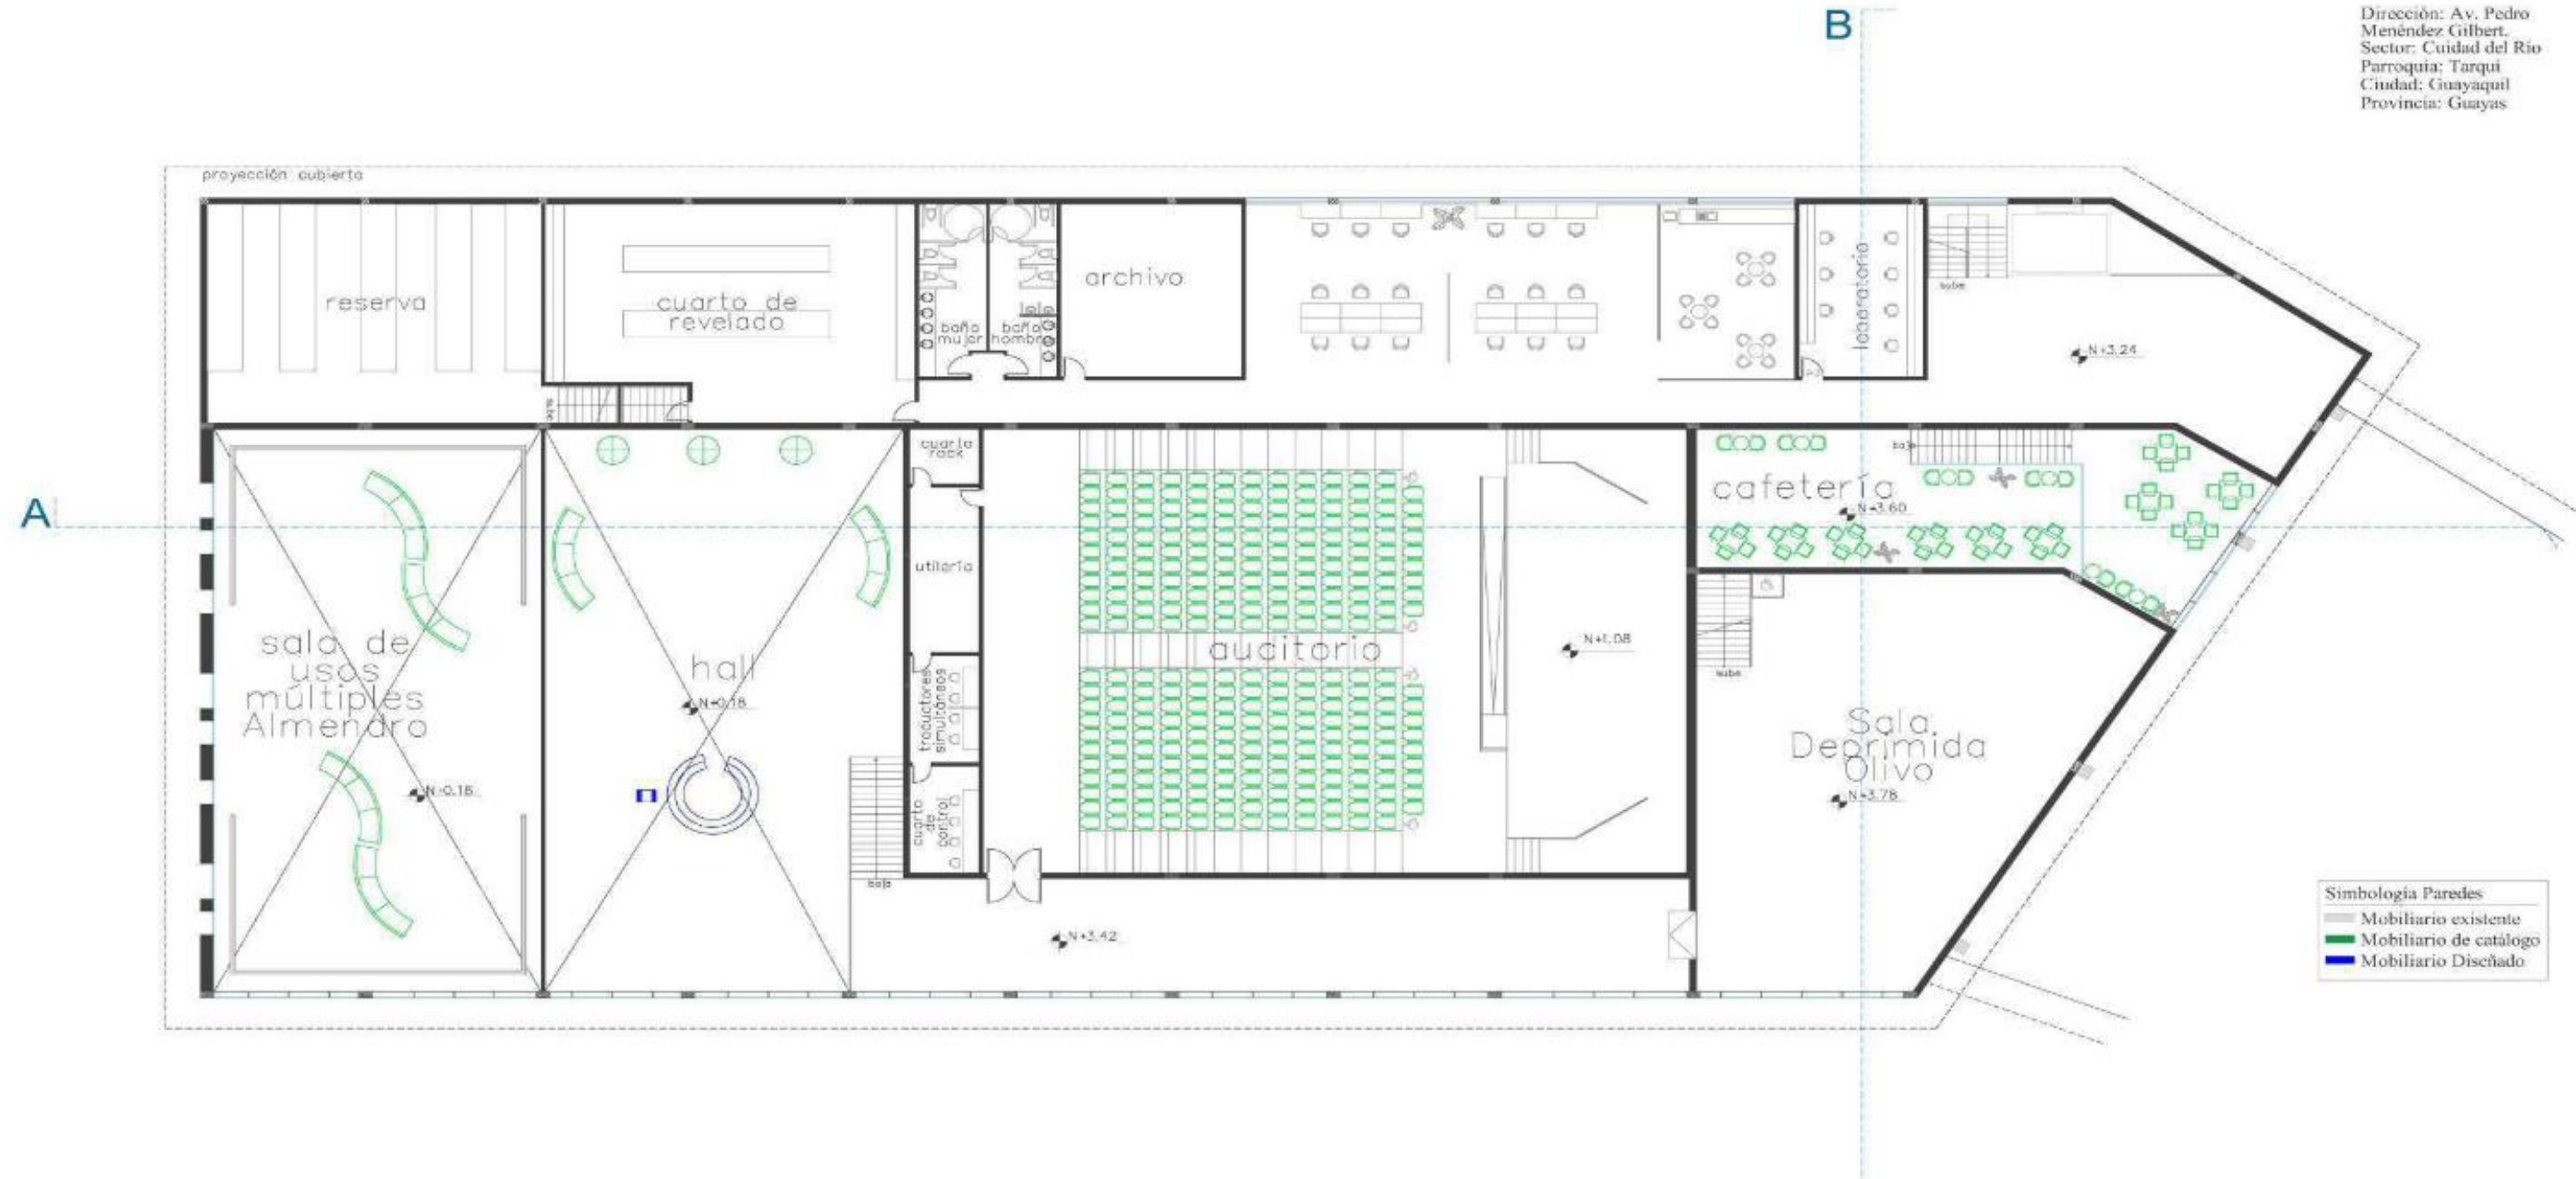 B
Dirección: Av. Pedro
Menéndez Gilbert.
Sector: Cuidad del Río
Parroquia: Tarqui
Ciudad: Guayaquil
Provincia: Guayas
proyección cubierta
reserva
cuarto de
revelado
baño
mujer
baño
hombre
archivo
laboratorio
sube
N+3.24
sube
cuarto
rack
baja
cafetería
N+3.60
A
utilería
sala de
usos
múltiples
Almendro
N+0.18
hall
N+0.18
traductores
simultáneos
auditorio
N+1.08
sube
Sala
Deprimida
Olivo
N+3.78
cuarto
de
control
baja
N+3.42
Simbología Paredes
Mobiliario existente
Mobiliario de catálogo
Mobiliario Diseñado